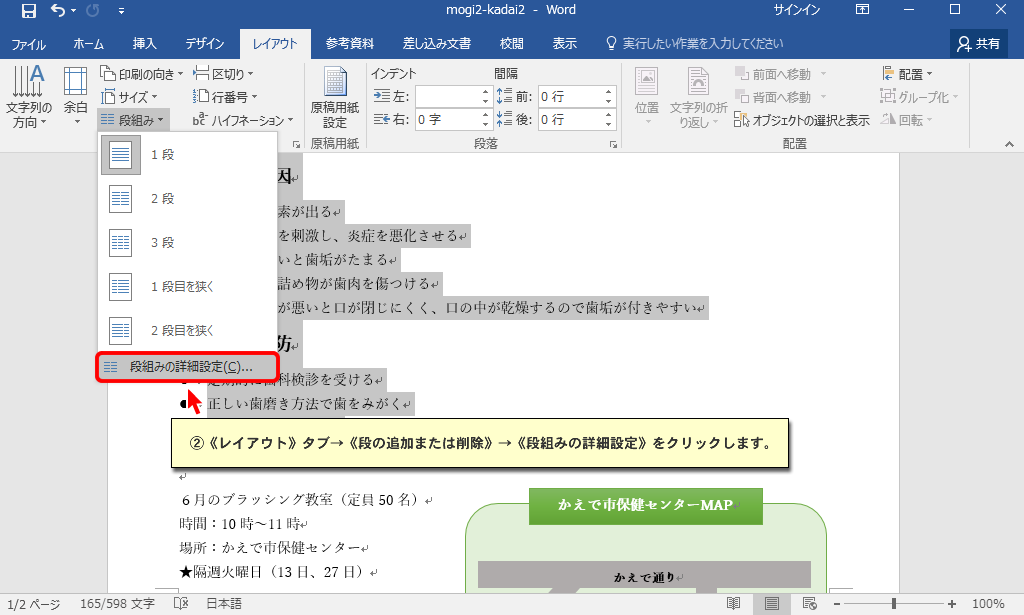 mogi2-kadai2 - Word
サインイン
ファイル ホーム 挿入 デザイン レイアウト 参考資料 差し込み文書 校閲 表示 実行したい作業を入力してください 共有
文字列の方向
余白
印刷の向き
サイズ
段組み
区切り
行番号
ハイフネーション
原稿用紙設定
原稿用紙
インデント
左:
右: 0 字
間隔
前: 0 行
後: 0 行
段落
位置
文字列の折り返し
前面へ移動
背面へ移動
オブジェクトの選択と表示
配置
グループ化
回転
配置
1 段
2 段
3 段
1 段目を狭く
2 段目を狭く
段組みの詳細設定(C)...
因
素が出る
を刺激し、炎症を悪化させる
いと歯垢がたまる
詰め物が歯肉を傷つける
が悪いと口が閉じにくく、口の中が乾燥するので歯垢が付きやすい
防
科検診を受ける
正しい歯磨き方法で歯をみがく
②《レイアウト》タブ→《段の追加または削除》→《段組みの詳細設定》をクリックします。
6月のブラッシング教室(定員 50 名)
時間:10 時~11 時
場所:かえで市保健センター
★隔週火曜日(13 日、27 日)
かえで市保健センターMAP
かえで通り
1/2 ページ 165/598 文字 日本語 100%